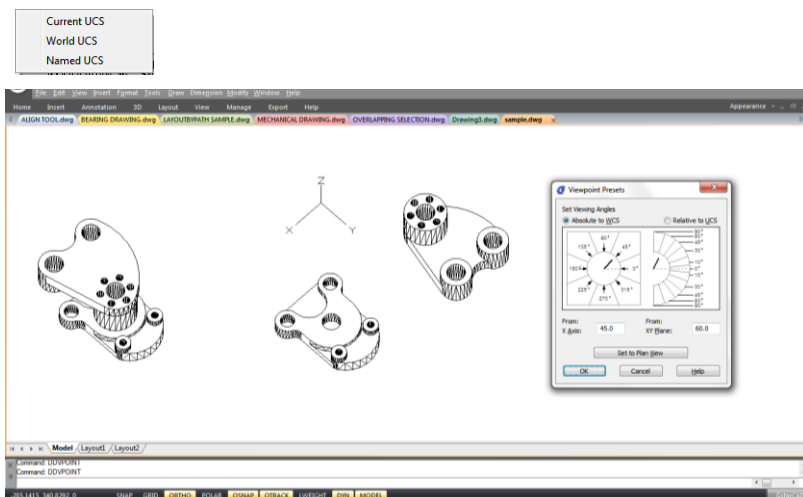 Current UCS
World UCS
Named UCS
File Edit View Insert Format Tools Draw Dimension Modify Window Help
Home Insert Annotation 3D Layout View Manage Export Help Appearance
ALIGN TOOL.dwg BEARING DRAWING.dwg LAYOUTBYPATH SAMPLE.dwg MECHANICAL DRAWING.dwg OVERLAPPING SELECTION.dwg Drawing3.dwg sample.dwg
Z
X Y
Viewpoint Presets
Set Viewing Angles
Absolute to WCS Relative to UCS
90°
135° 45°
180° 0°
225° 315°
270°
From: From:
X Axis: 45.0 XY Plane: 60.0
Set to Plan View
OK Cancel Help
Model Layout1 Layout2
Command: DDVPOINT
Command: DDVPOINT
SNAP GRID ORTHO POLAR OSNAP OTRACK LWEIGHT DYN MODEL